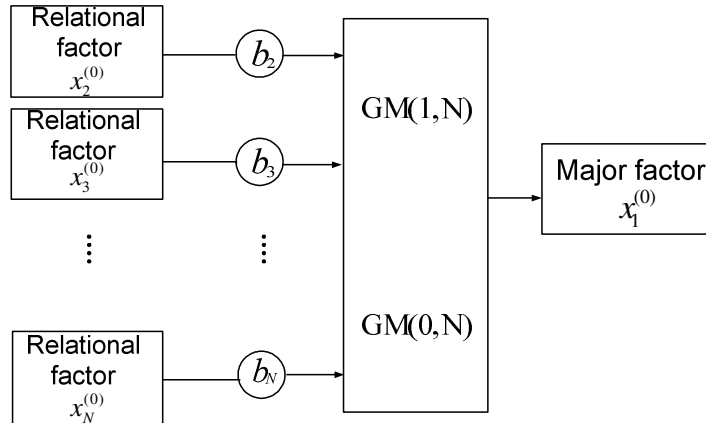 Relational
factor
x_2^{(0)}
b_2
Relational
factor
x_3^{(0)}
b_3
GM(1,N)
Major factor
x_1^{(0)}
GM(0,N)
Relational
factor
x_N^{(0)}
b_N